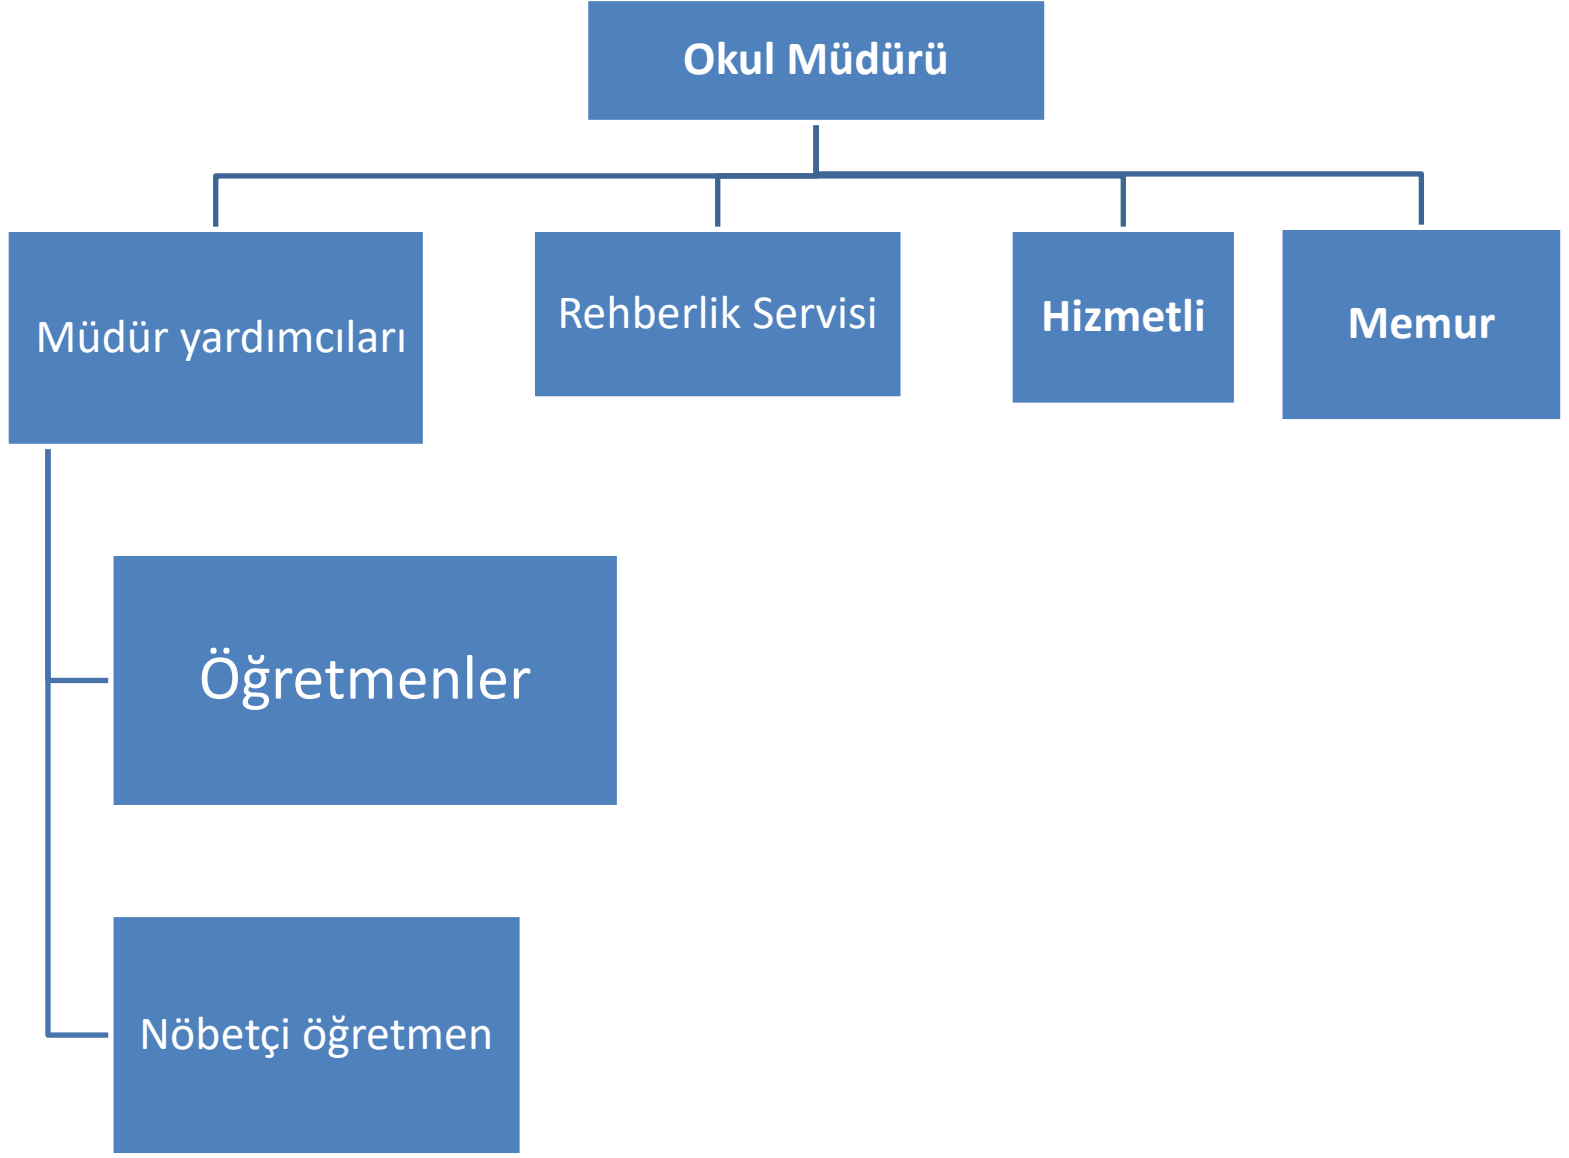 Okul Müdürü
Müdür yardımcıları
Rehberlik Servisi
Hizmetli
Memur
Öğretmenler
Nöbetçi öğretmen